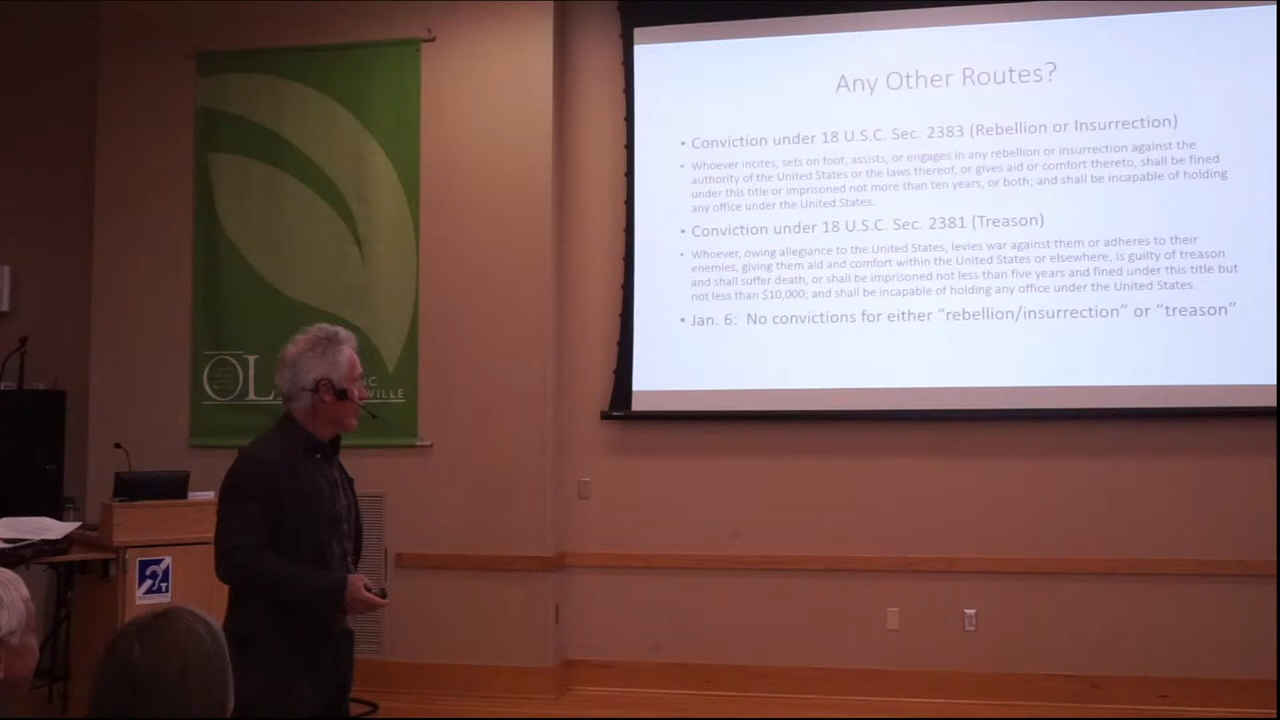 Any Other Routes?
• Conviction under 18 U.S.C. Sec. 2383 (Rebellion or Insurrection)
• Whoever incites, sets on foot, assists, or engages in any rebellion or insurrection against the
authority of the United States or the laws thereof, or gives aid or comfort thereto, shall be fined
under this title or imprisoned not more than ten years, or both; and shall be incapable of holding
any office under the United States.
• Conviction under 18 U.S.C. Sec. 2381 (Treason)
• Whoever, owing allegiance to the United States, levies war against them or adheres to their
enemies, giving them aid and comfort within the United States or elsewhere, is guilty of treason
and shall suffer death, or shall be imprisoned not less than five years and fined under this title but
not less than $10,000; and shall be incapable of holding any office under the United States.
• Jan. 6: No convictions for either “rebellion/insurrection” or “treason”
OL
NC
VILLE
T